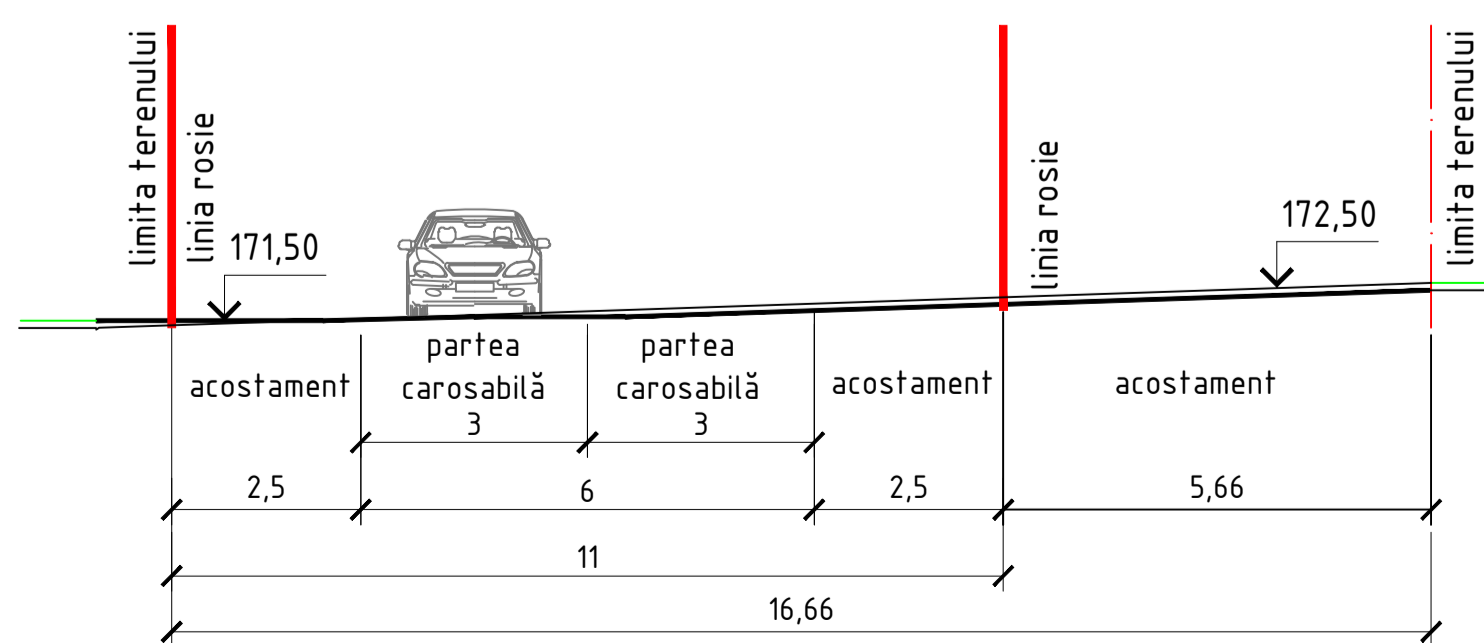 limita terenului
linia rosie
171,50
linia rosie
172,50
limita terenului
acostament
partea
carosabilă
3
partea
carosabilă
3
acostament
acostament
2,5
6
2,5
5,66
11
16,66